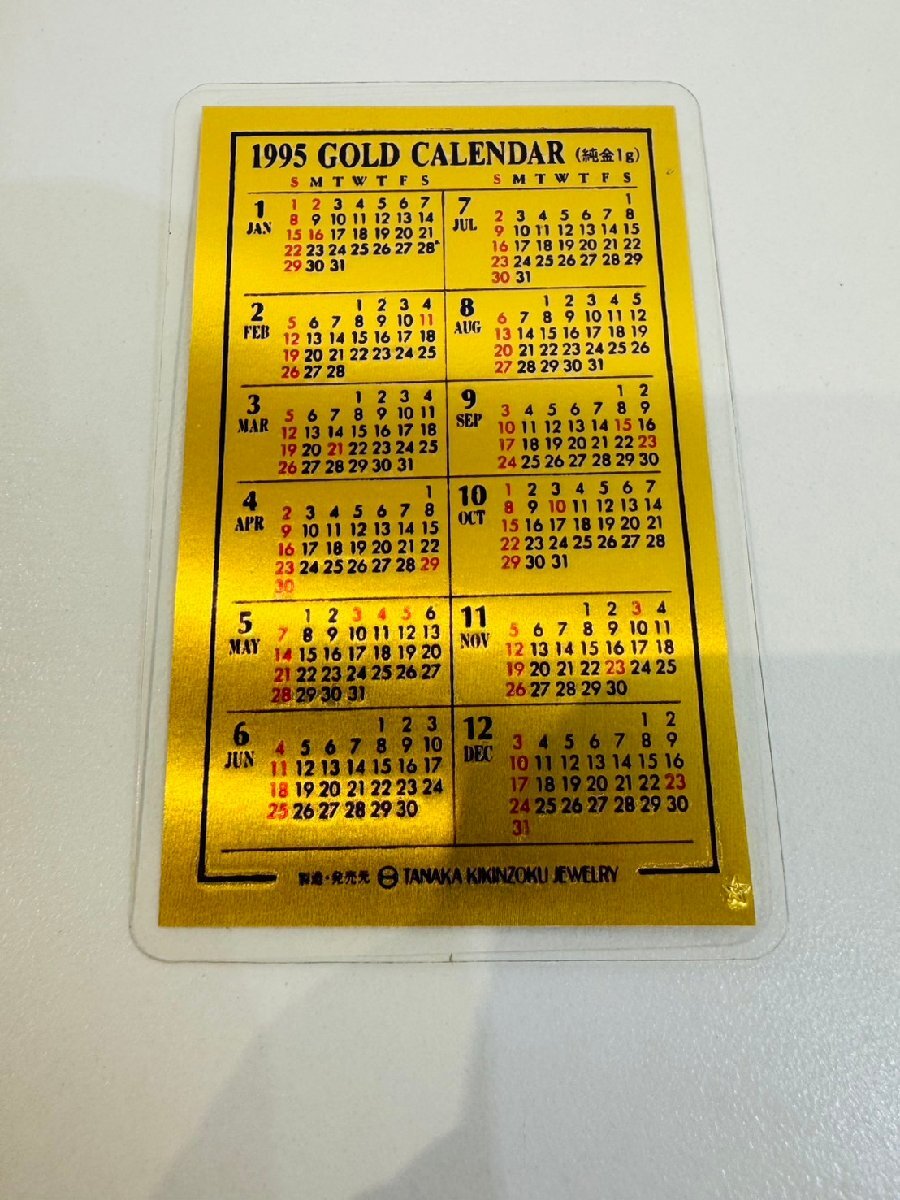 1995 GOLD CALENDAR (純金1g)
S M T W T F S
1 JAN
1 2 3 4 5 6 7
8 9 10 11 12 13 14
15 16 17 18 19 20 21
22 23 24 25 26 27 28
29 30 31
2 FEB
1 2 3 4
5 6 7 8 9 10 11
12 13 14 15 16 17 18
19 20 21 22 23 24 25
26 27 28
3 MAR
1 2 3 4
5 6 7 8 9 10 11
12 13 14 15 16 17 18
19 20 21 22 23 24 25
26 27 28 29 30 31
4 APR
1
2 3 4 5 6 7 8
9 10 11 12 13 14 15
16 17 18 19 20 21 22
23 24 25 26 27 28 29
30
5 MAY
1 2 3 4 5 6
7 8 9 10 11 12 13
14 15 16 17 18 19 20
21 22 23 24 25 26 27
28 29 30 31
6 JUN
1 2 3
4 5 6 7 8 9 10
11 12 13 14 15 16 17
18 19 20 21 22 23 24
25 26 27 28 29 30
S M T W T F S
7 JUL
1
2 3 4 5 6 7 8
9 10 11 12 13 14 15
16 17 18 19 20 21 22
23 24 25 26 27 28 29
30 31
8 AUG
1 2 3 4 5
6 7 8 9 10 11 12
13 14 15 16 17 18 19
20 21 22 23 24 25 26
27 28 29 30 31
9 SEP
1 2
3 4 5 6 7 8 9
10 11 12 13 14 15 16
17 18 19 20 21 22 23
24 25 26 27 28 29 30
10 OCT
1 2 3 4 5 6 7
8 9 10 11 12 13 14
15 16 17 18 19 20 21
22 23 24 25 26 27 28
29 30 31
11 NOV
1 2 3 4
5 6 7 8 9 10 11
12 13 14 15 16 17 18
19 20 21 22 23 24 25
26 27 28 29 30
12 DEC
1 2
3 4 5 6 7 8 9
10 11 12 13 14 15 16
17 18 19 20 21 22 23
24 25 26 27 28 29 30
31
製造・発売元 TANAKA KIKINZOKU JEWELRY